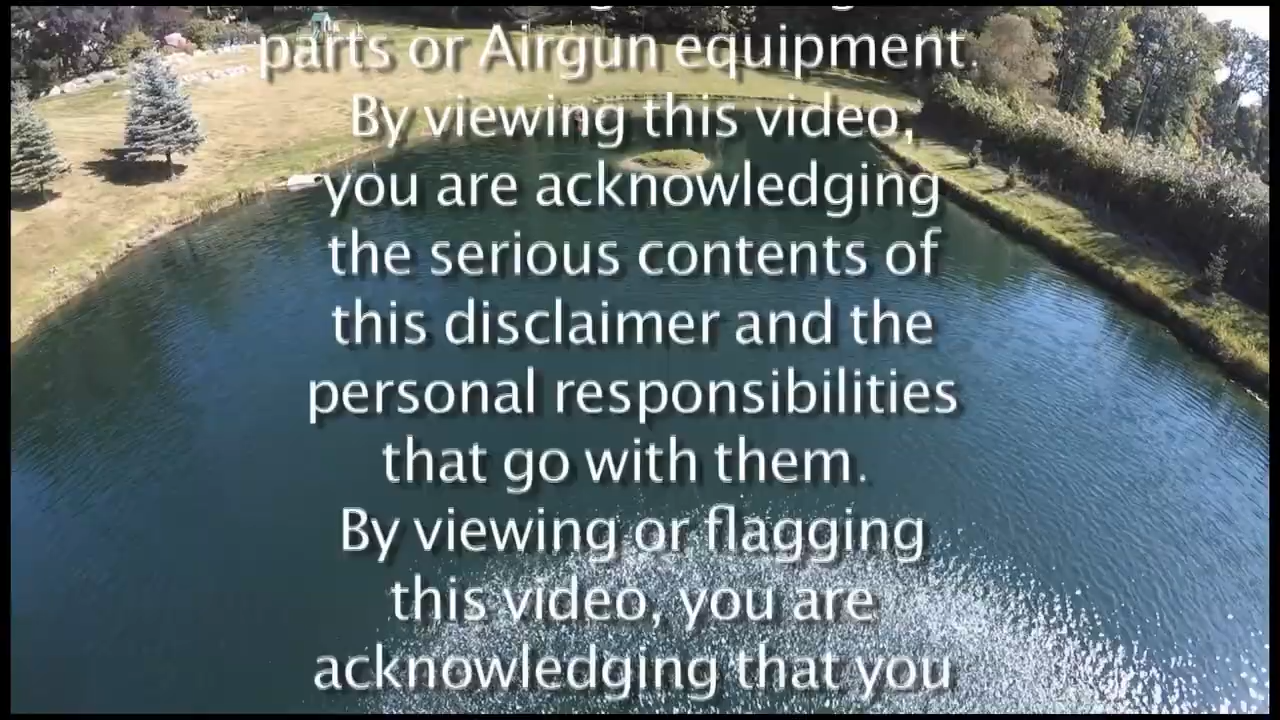 parts or Airgun equipment.
By viewing this video,
you are acknowledging
the serious contents of
this disclaimer and the
personal responsibilities
that go with them.
By viewing or flagging
this video, you are
acknowledging that you